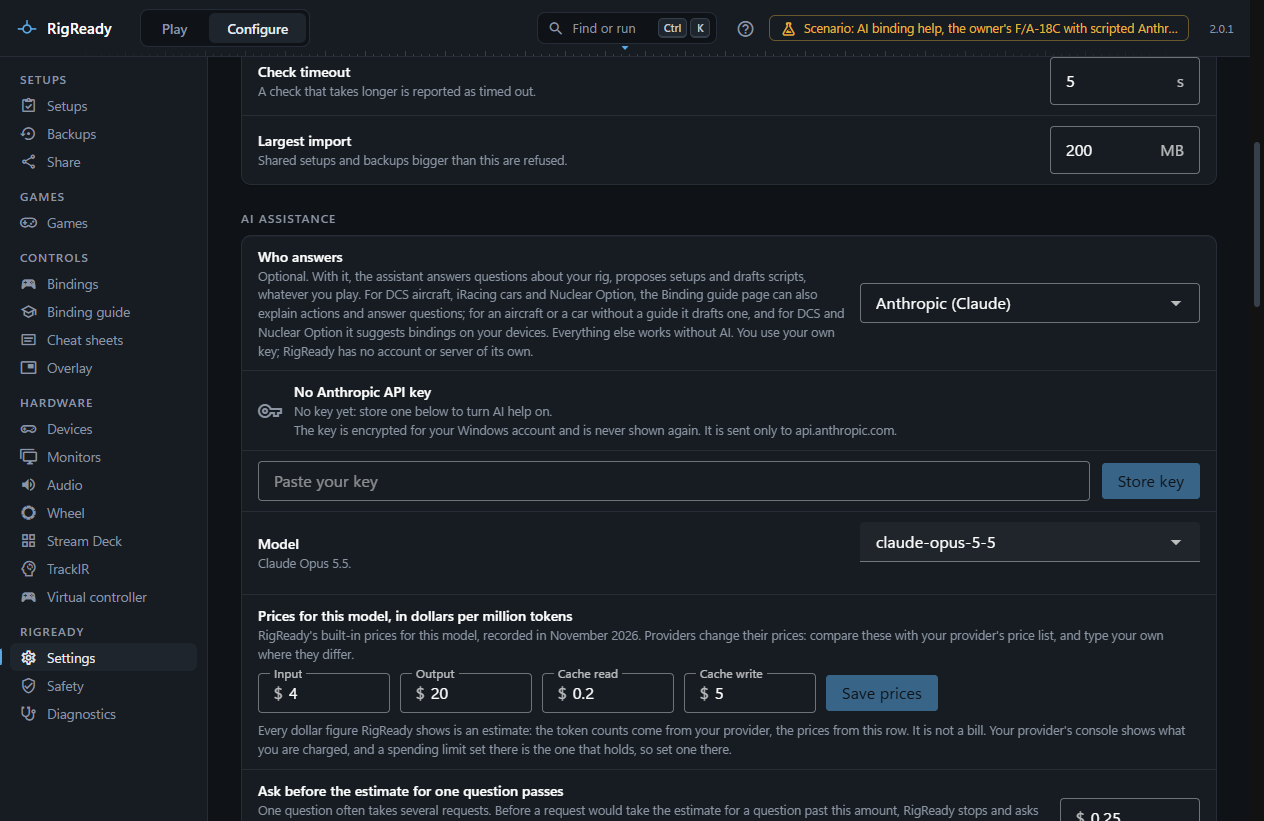 RigReady
Play
Configure
Find or run
Ctrl
K
Scenario: AI binding help, the owner's F/A-18C with scripted Anthr...
2.0.1
SETUPS
Setups
Backups
Share
GAMES
Games
CONTROLS
Bindings
Binding guide
Cheat sheets
Overlay
HARDWARE
Devices
Monitors
Audio
Wheel
Stream Deck
TrackIR
Virtual controller
RIGREADY
Settings
Safety
Diagnostics
Check timeout
A check that takes longer is reported as timed out.
5 s
Largest import
Shared setups and backups bigger than this are refused.
200 MB
AI ASSISTANCE
Who answers
Optional. With it, the assistant answers questions about your rig, proposes setups and drafts scripts,
whatever you play. For DCS aircraft, iRacing cars and Nuclear Option, the Binding guide page can also
explain actions and answer questions; for an aircraft or a car without a guide it drafts one, and for DCS and
Nuclear Option it suggests bindings on your devices. Everything else works without AI. You use your own
key; RigReady has no account or server of its own.
Anthropic (Claude)
No Anthropic API key
No key yet: store one below to turn AI help on.
The key is encrypted for your Windows account and is never shown again. It is sent only to api.anthropic.com.
Paste your key
Store key
Model
Claude Opus 5.5.
claude-opus-5-5
Prices for this model, in dollars per million tokens
RigReady's built-in prices for this model, recorded in November 2026. Providers change their prices: compare these with your provider's price list, and type your own
where they differ.
Input
$ 4
Output
$ 20
Cache read
$ 0.2
Cache write
$ 5
Save prices
Every dollar figure RigReady shows is an estimate: the token counts come from your provider, the prices from this row. It is not a bill. Your provider's console shows what
you are charged, and a spending limit set there is the one that holds, so set one there.
Ask before the estimate for one question passes
One question often takes several requests. Before a request would take the estimate for a question past this amount, RigReady stops and asks
$ 0.25